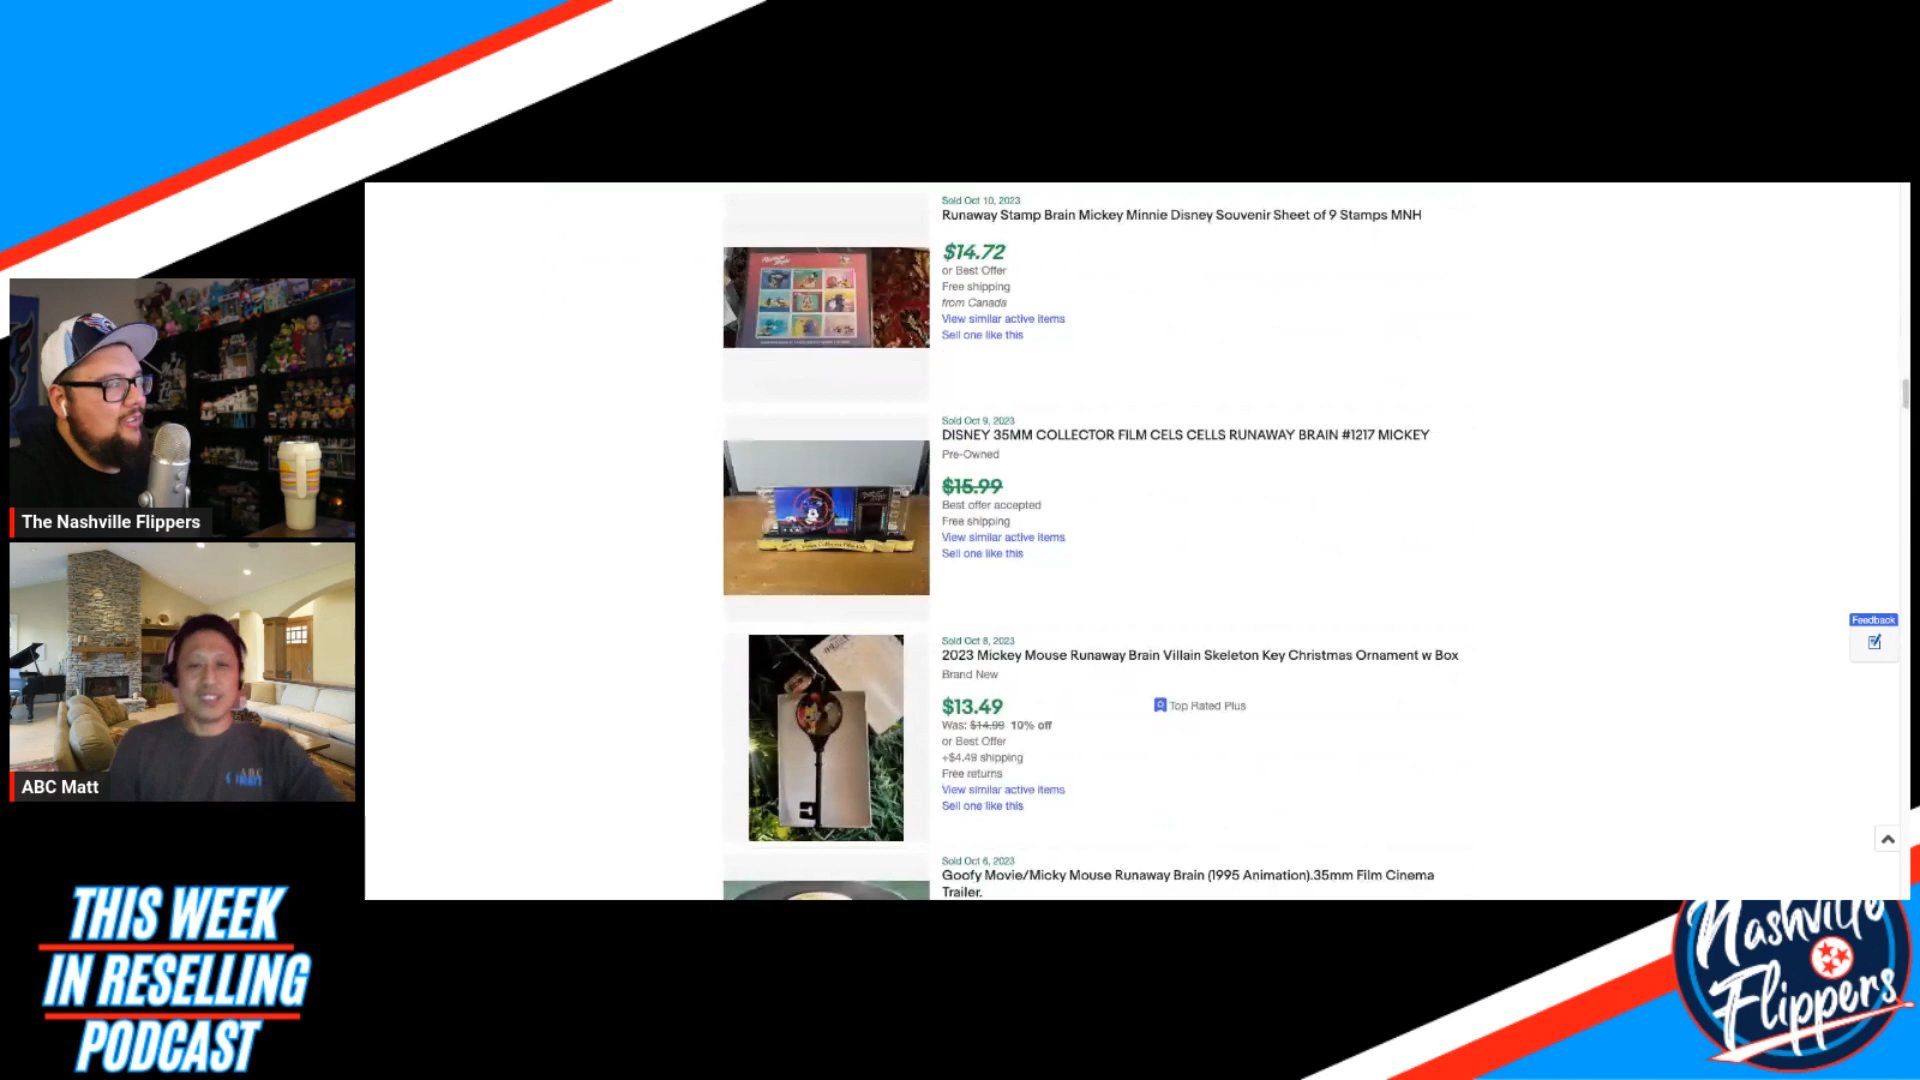 Sold Oct 10, 2023
Runaway Stamp Brain Mickey Minnie Disney Souvenir Sheet of 9 Stamps MNH
$14.72
or Best Offer
Free shipping
from Canada
View similar active items
Sell one like this
Sold Oct 9, 2023
DISNEY 35MM COLLECTOR FILM CELS CELLS RUNAWAY BRAIN #1217 MICKEY
Pre-Owned
$15.99
Best offer accepted
Free shipping
View similar active items
Sell one like this
Sold Oct 8, 2023
2023 Mickey Mouse Runaway Brain Villain Skeleton Key Christmas Ornament w Box
Brand New
$13.49
Top Rated Plus
Was: $14.99 10% off
or Best Offer
+$4.49 shipping
Free returns
View similar active items
Sell one like this
Sold Oct 6, 2023
Goofy Movie/Micky Mouse Runaway Brain (1995 Animation).35mm Film Cinema
Trailer.
Feedback
The Nashville Flippers
ABC Matt
THIS WEEK
IN RESELLING
PODCAST
Nashville
Flippers